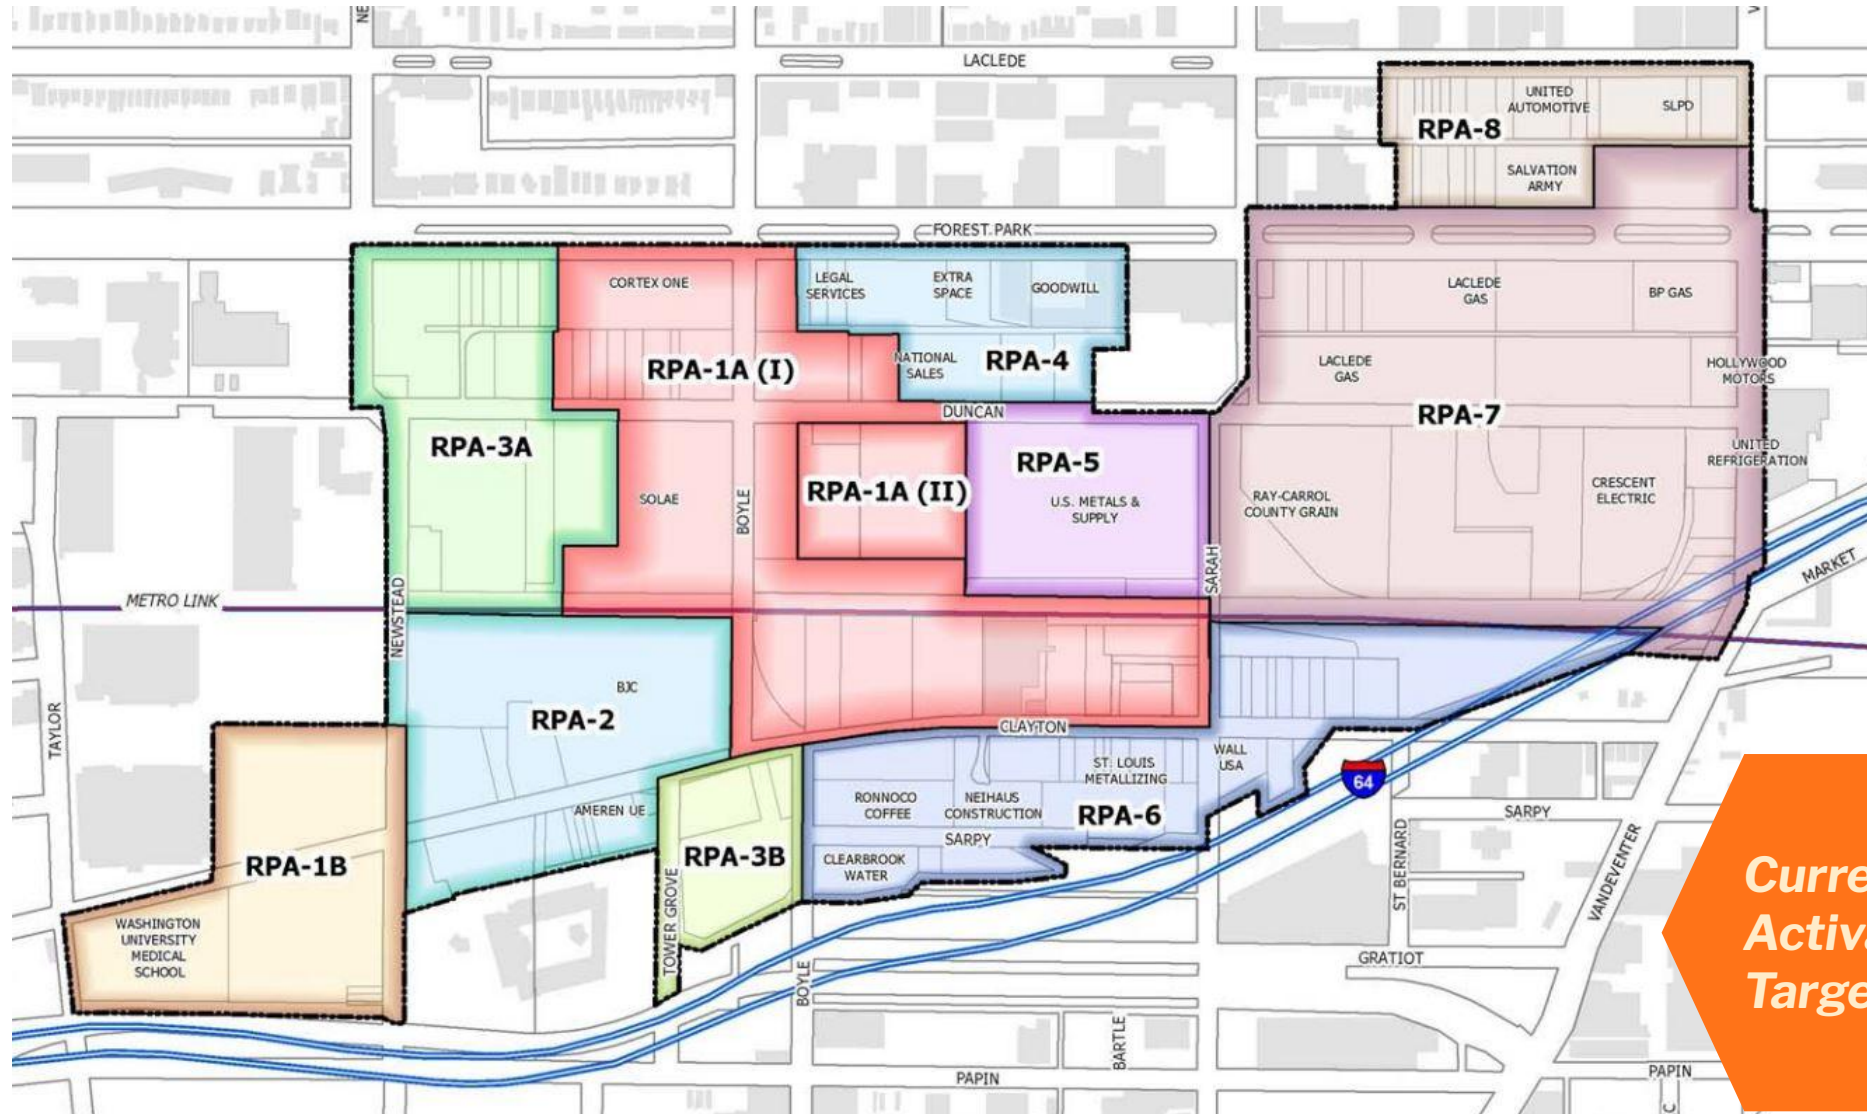 NE
V
LACLEDE
UNITED
AUTOMOTIVE
SLPD
RPA-8
SALVATION
ARMY
FOREST PARK
CORTEX ONE
LEGAL
SERVICES
EXTRA
SPACE
GOODWILL
LACLEDE
GAS
BP GAS
RPA-1A (I)
NATIONAL
SALES
RPA-4
LACLEDE
GAS
HOLLYWOOD
MOTORS
DUNCAN
RPA-7
RPA-3A
RPA-5
UNITED
REFRIGERATION
SOLAE
BOYLE
RPA-1A (II)
U.S. METALS &
SUPPLY
RAY-CARROL
COUNTY GRAIN
CRESCENT
ELECTRIC
SARAH
MARKET
METRO LINK
NEWSTEAD
BJC
RPA-2
TAYLOR
CLAYTON
WALL
USA
ST. LOUIS
METALLIZING
64
AMEREN UE
RONNOCO
COFFEE
NEIHAUS
CONSTRUCTION
RPA-6
SARPY
SARPY
RPA-1B
RPA-3B
CLEARBROOK
WATER
ST BERNARD
VANDEVENTER
Curre
Activa
Targe
WASHINGTON
UNIVERSITY
MEDICAL
SCHOOL
TOWER GROVE
BOYLE
GRATIOT
BARTLE
PAPIN
PAPIN
C